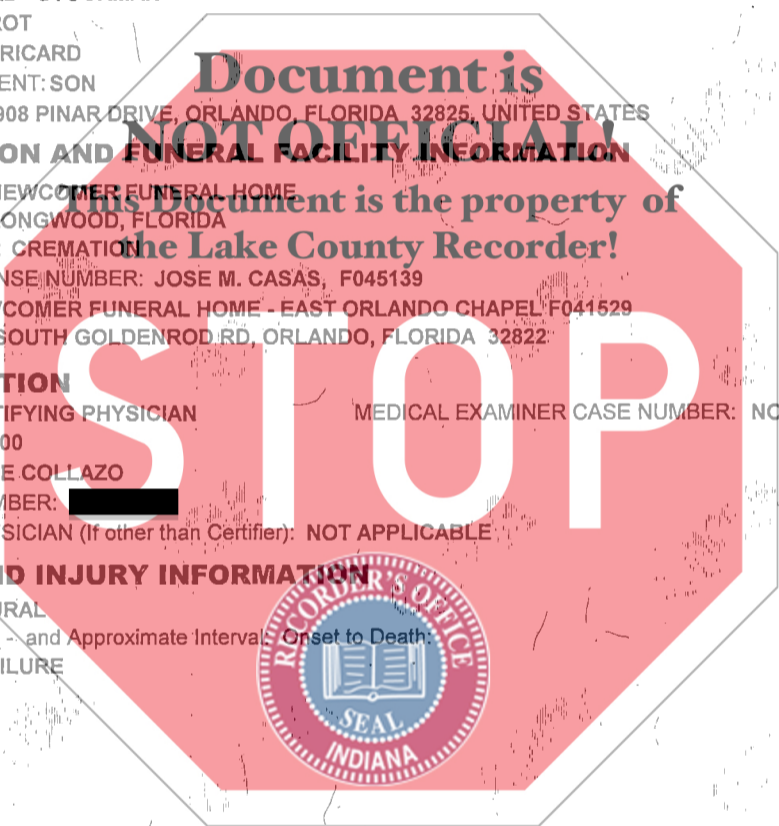 ROT
RICARD
ENT: SON
908 PINAR DRIVE, ORLANDO, FLORIDA 32825, UNITED STATES
ON AND FUNERAL FACILITY INFORMATION
NEWCOMER FUNERAL HOME
ONGWOOD, FLORIDA
: CREMATION
NSE NUMBER: JOSE M. CASAS, F045139
COMER FUNERAL HOME - EAST ORLANDO CHAPEL F041529
SOUTH GOLDENROD RD, ORLANDO, FLORIDA 32822
TION
TIFYING PHYSICIAN MEDICAL EXAMINER CASE NUMBER: NO
00
E COLLAZO
MBER:
SICIAN (If other than Certifier): NOT APPLICABLE
ND INJURY INFORMATION
URAL
- and Approximate Interval: Onset to Death:
ILURE
Document is
NOT OFFICIAL!
This Document is the property of
the Lake County Recorder!
STOP
RECORDER'S OFFICE
SEAL
INDIANA